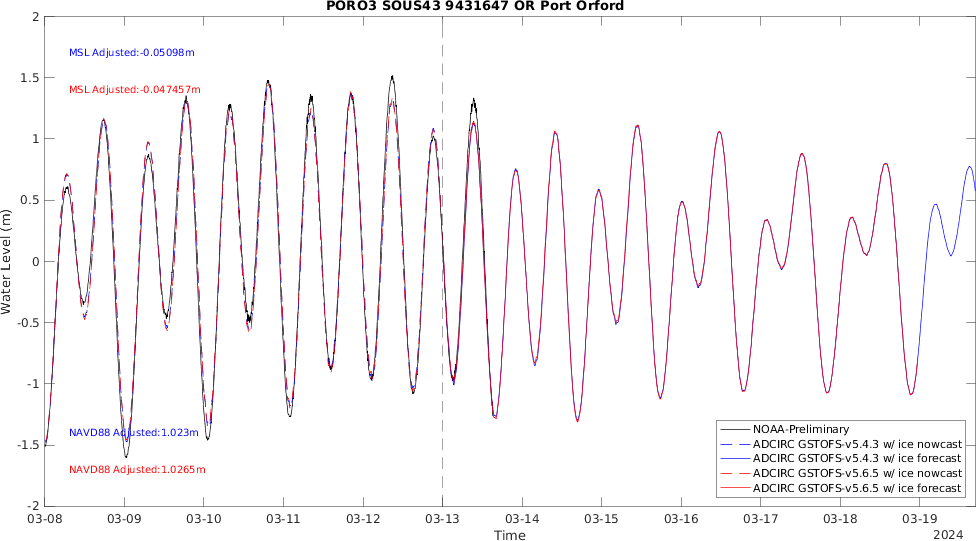 PORO3 SOUS43 9431647 OR Port Orford
2
MSL Adjusted:-0.05098m
1.5
MSL Adjusted:-0.047457m
1
0.5
0
-0.5
-1
NAVD88 Adjusted:1.023m
-1.5
NAVD88 Adjusted:1.0265m
-2
Water Level (m)
NOAA-Preliminary
ADCIRC GSTOFS-v5.4.3 w/ ice nowcast
ADCIRC GSTOFS-v5.4.3 w/ ice forecast
ADCIRC GSTOFS-v5.6.5 w/ ice nowcast
ADCIRC GSTOFS-v5.6.5 w/ ice forecast
03-08 03-09 03-10 03-11 03-12 03-13 03-14 03-15 03-16 03-17 03-18 03-19
Time
2024